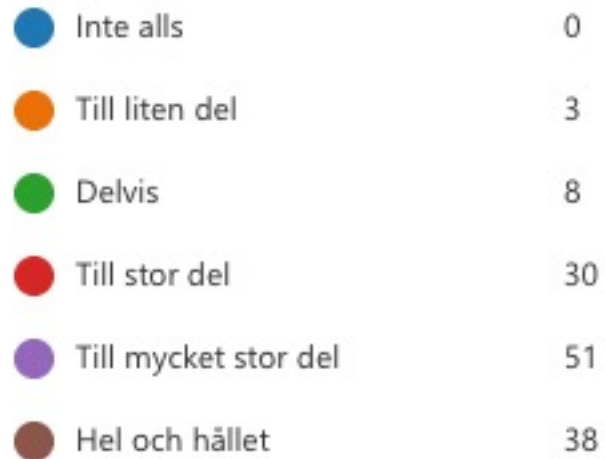 Inte alls 0
Till liten del 3
Delvis 8
Till stor del 30
Till mycket stor del 51
Hel och hållet 38